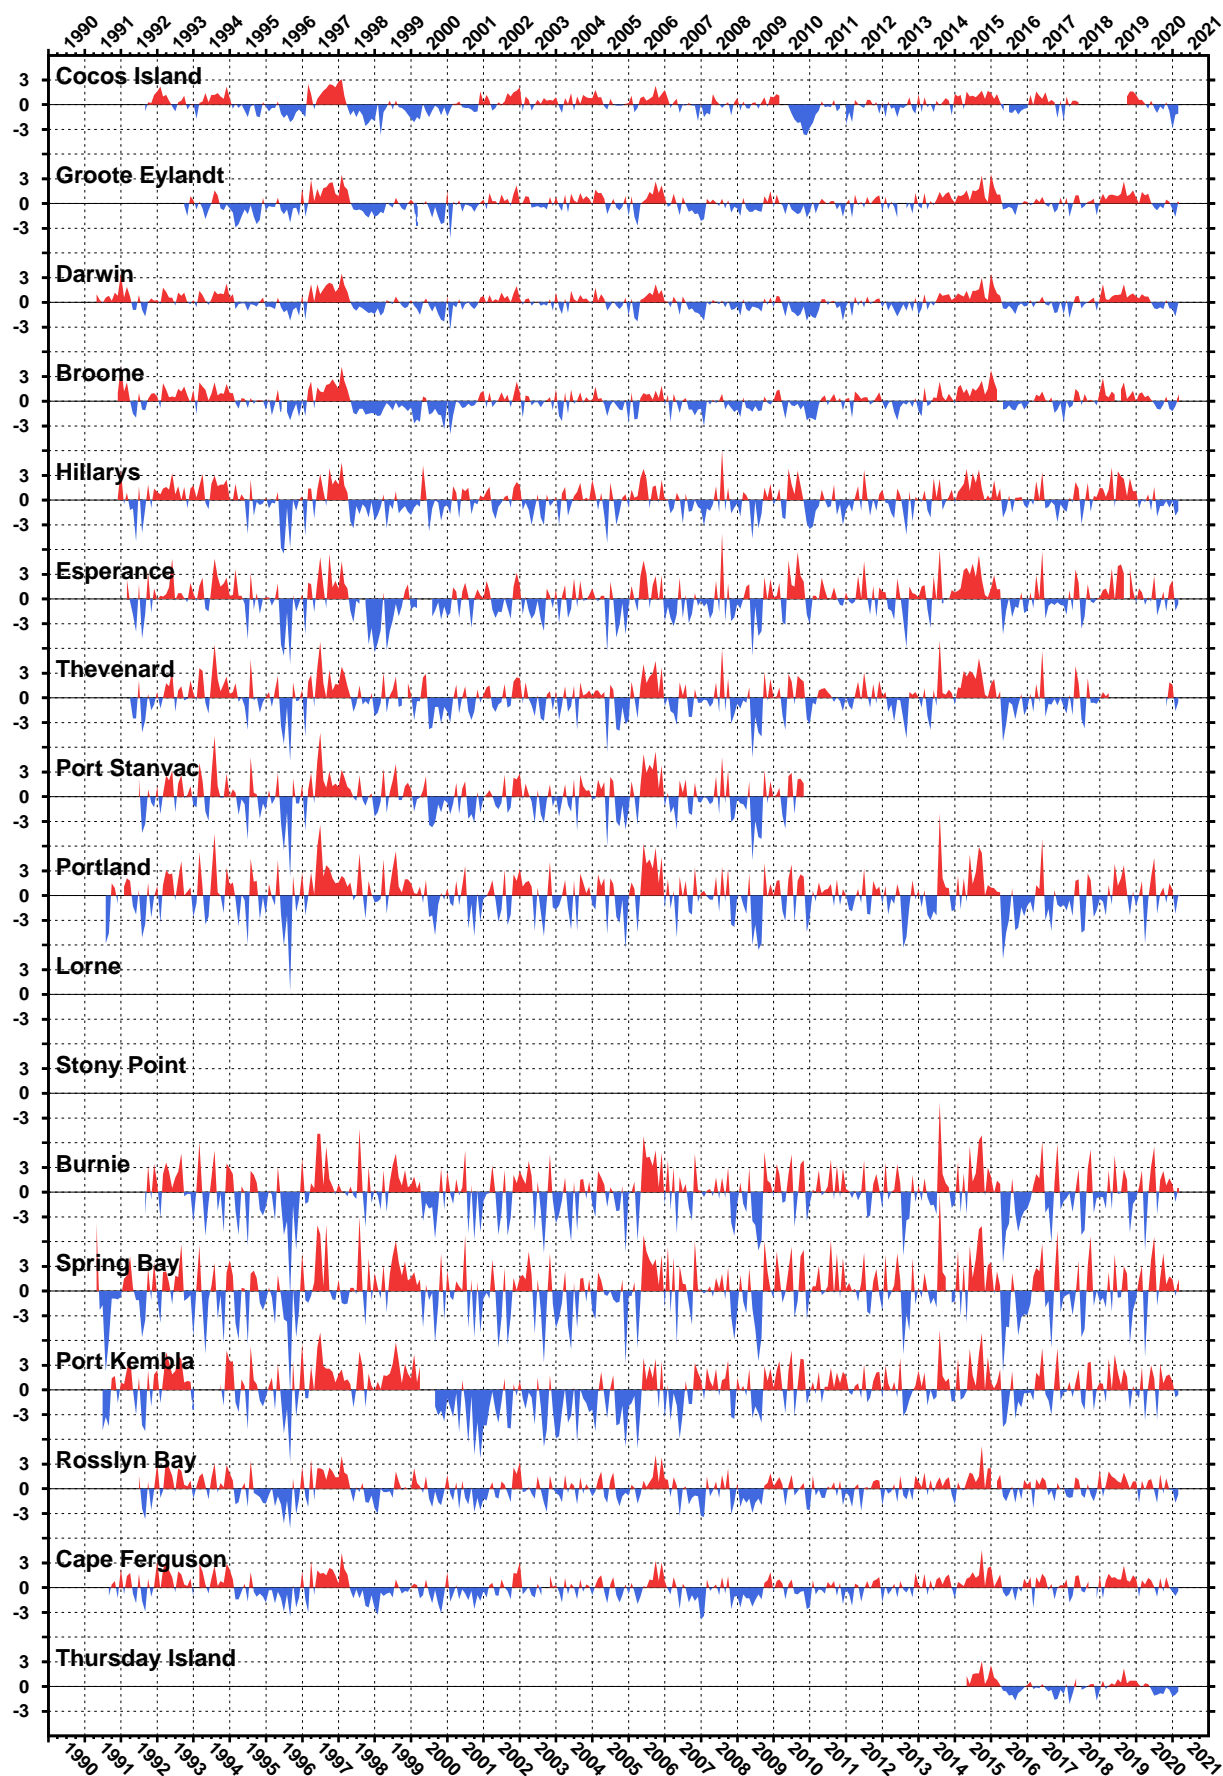 1990 1991 1992 1993 1994 1995 1996 1997 1998 1999 2000 2001 2002 2003 2004 2005 2006 2007 2008 2009 2010 2011 2012 2013 2014 2015 2016 2017 2018 2019 2020 2021
Cocos Island
3
0
-3
Groote Eylandt
3
0
-3
Darwin
3
0
-3
Broome
3
0
-3
Hillarys
3
0
-3
Esperance
3
0
-3
Thevenard
3
0
-3
Port Stanvac
3
0
-3
Portland
3
0
-3
Lorne
3
0
-3
Stony Point
3
0
-3
Burnie
3
0
-3
Spring Bay
3
0
-3
Port Kembla
3
0
-3
Rosslyn Bay
3
0
-3
Cape Ferguson
3
0
-3
Thursday Island
3
0
-3
1990 1991 1992 1993 1994 1995 1996 1997 1998 1999 2000 2001 2002 2003 2004 2005 2006 2007 2008 2009 2010 2011 2012 2013 2014 2015 2016 2017 2018 2019 2020 2021